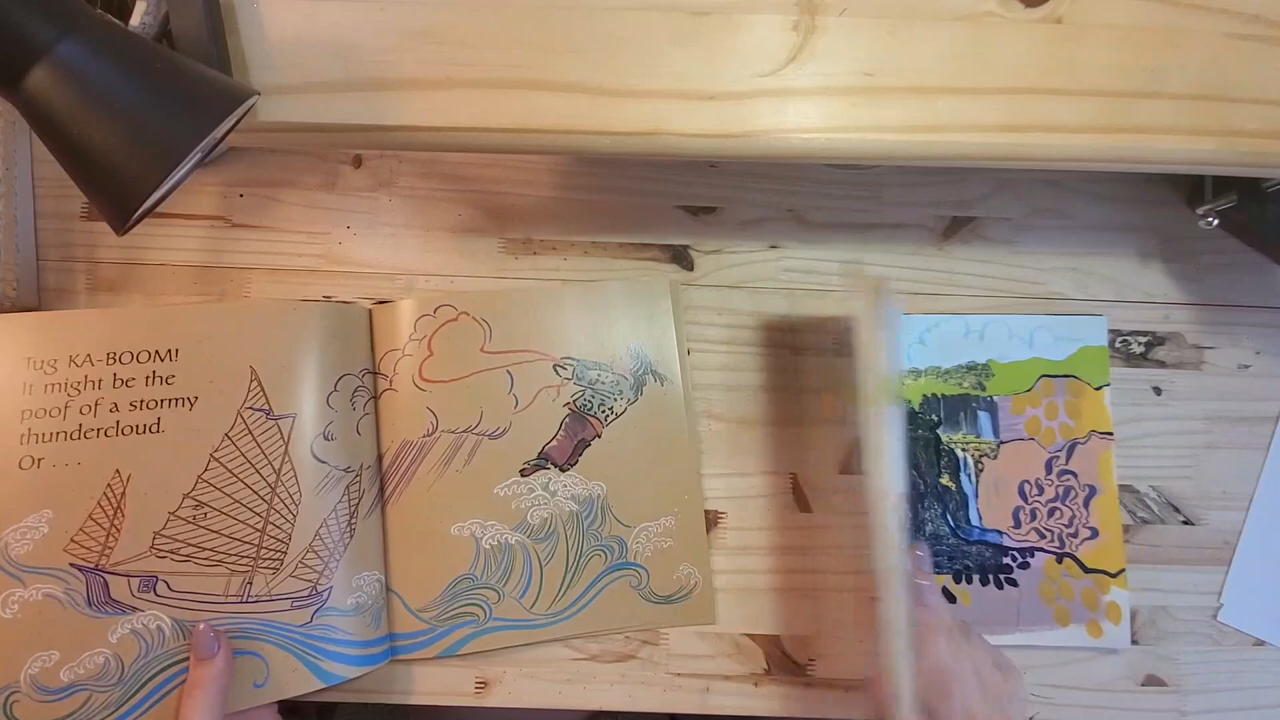 Tug KA-BOOM!
It might be the
poof of a stormy
thundercloud.
Or . . .